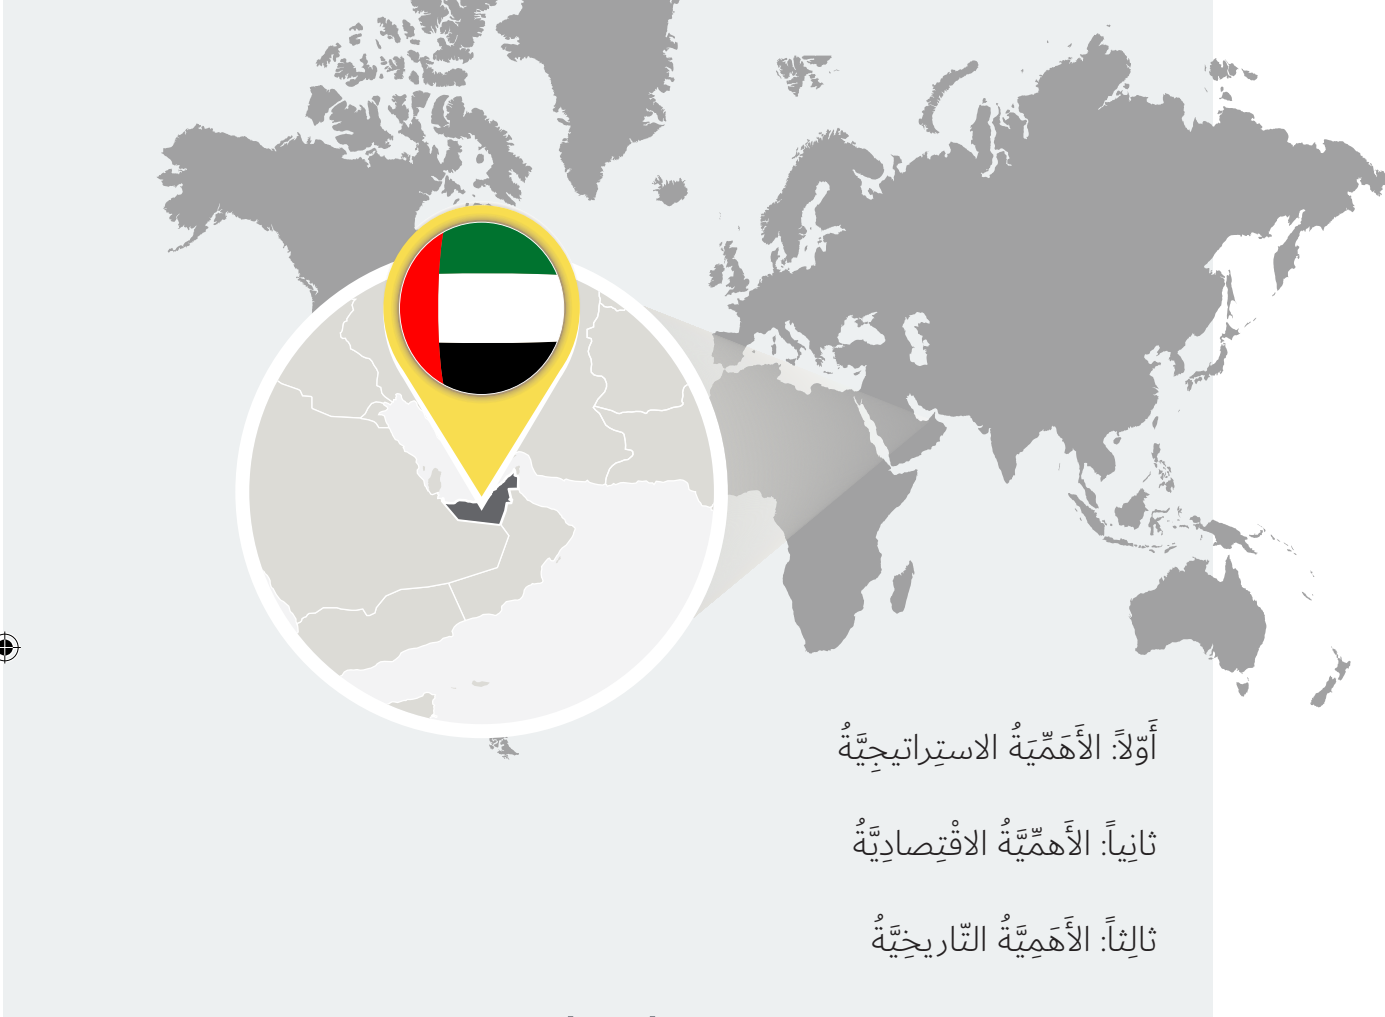 أَوّلاً: الأَهَمِّيَةُ الاستِراتيجِيَّةُ
ثانِياً: الأَهمِّيَّةُ الاقْتِصادِيَّةُ
ثالِثاً: الأَهَمِيَّةُ التّاريخِيَّةُ